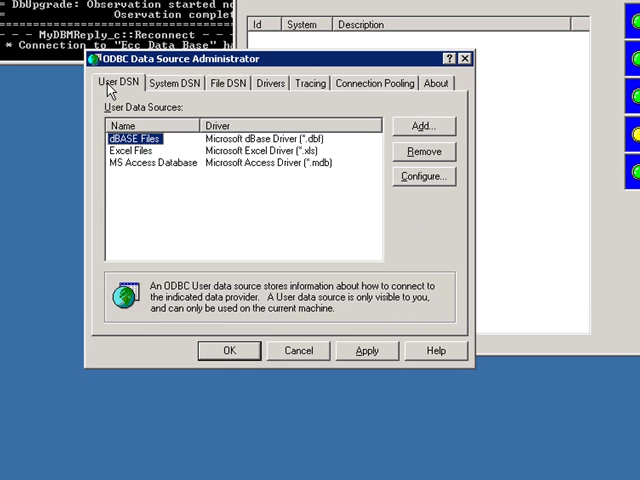 = DbUpgrade: Observation started
= Oservation complet
- - - MyDBMReply_c::Reconnect - -
* Connection to "Ecc Data Base" ha
Id System Description
ODBC Data Source Administrator
User DSN System DSN File DSN Drivers Tracing Connection Pooling About
User Data Sources:
Name Driver
dBASE Files Microsoft dBase Driver (*.dbf)
Excel Files Microsoft Excel Driver (*.xls)
MS Access Database Microsoft Access Driver (*.mdb)
Add...
Remove
Configure...
An ODBC User data source stores information about how to connect to
the indicated data provider. A User data source is only visible to you,
and can only be used on the current machine.
OK Cancel Apply Help